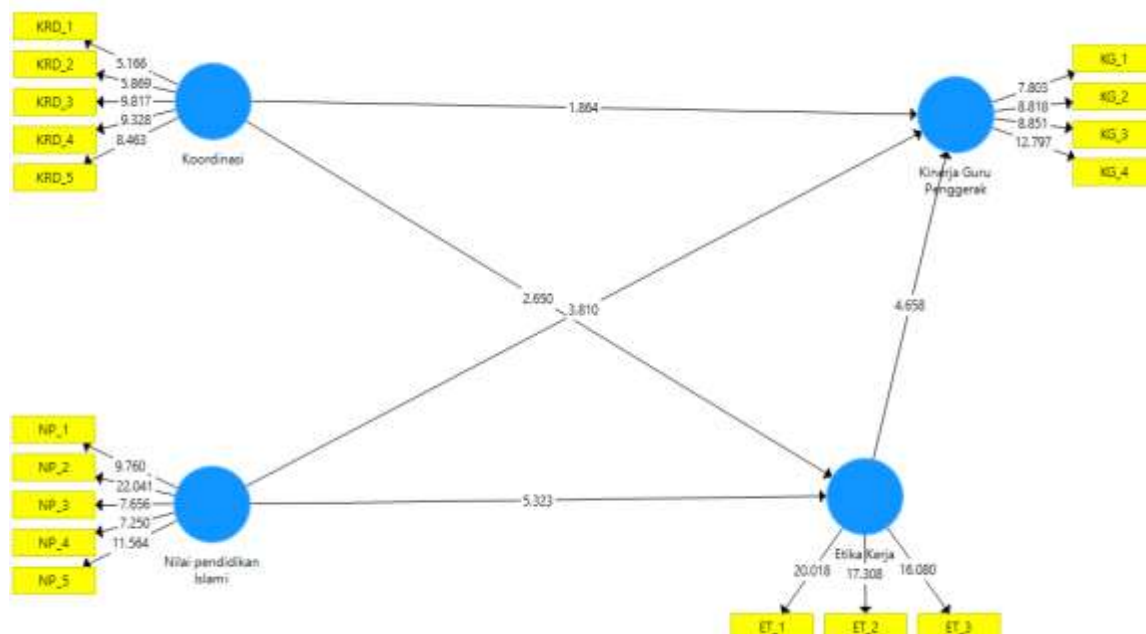 KRD_1
KRD_2
KRD_3
KRD_4
KRD_5
5.166
5.869
9.817
9.328
8.463
Koordinasi
1.864
KG_1
KG_2
KG_3
KG_4
7.803
8.818
8.851
12.797
Kinerja Guru
Penggerak
2.650
3.810
4.658
NP_1
NP_2
NP_3
NP_4
NP_5
9.760
22.041
7.656
7.250
11.564
Nilai pendidikan
Islami
5.323
Etika Kerja
20.018
17.308
16.080
ET_1
ET_2
ET_3